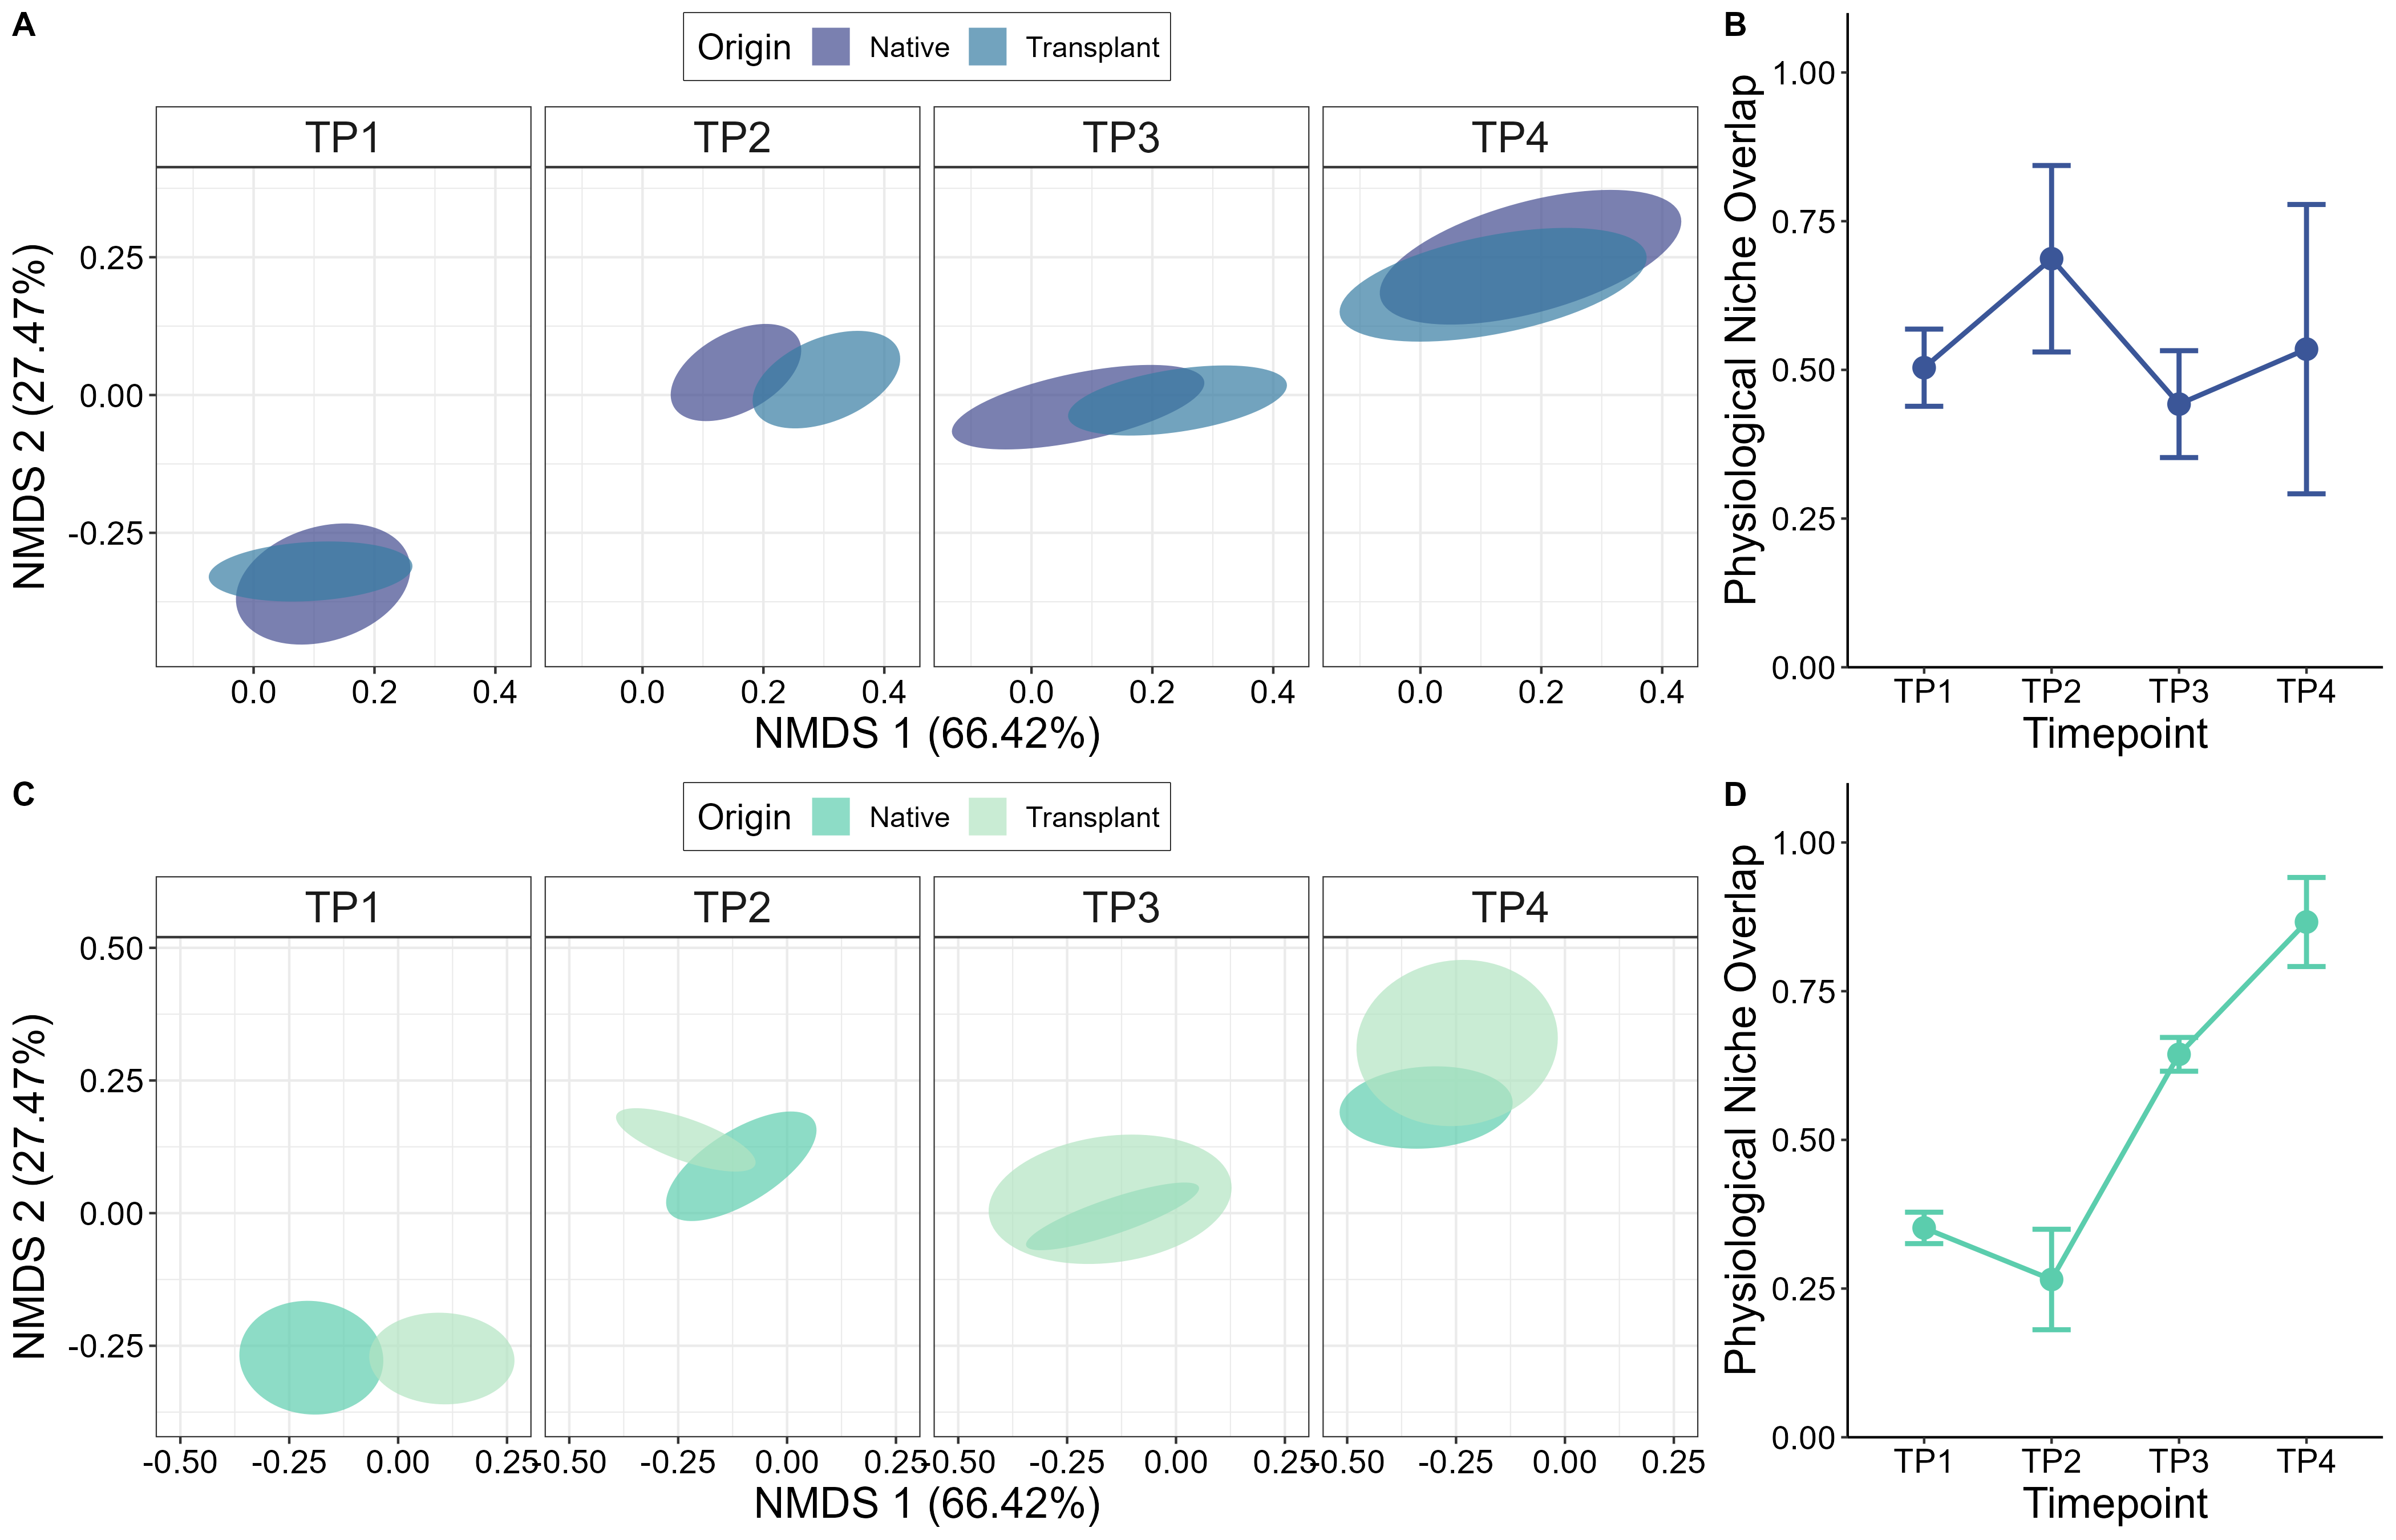 A
Origin Native Transplant
TP1 TP2 TP3 TP4
NMDS 2 (27.47%)
0.25
0.00
-0.25
0.0 0.2 0.4 0.0 0.2 0.4 0.0 0.2 0.4 0.0 0.2 0.4
NMDS 1 (66.42%)
B
Physiological Niche Overlap
1.00
0.75
0.50
0.25
0.00
TP1 TP2 TP3 TP4
Timepoint
C
Origin Native Transplant
TP1 TP2 TP3 TP4
NMDS 2 (27.47%)
0.50
0.25
0.00
-0.25
-0.50 -0.25 0.00 0.25 -0.50 -0.25 0.00 0.25 -0.50 -0.25 0.00 0.25 -0.50 -0.25 0.00 0.25
NMDS 1 (66.42%)
D
Physiological Niche Overlap
1.00
0.75
0.50
0.25
0.00
TP1 TP2 TP3 TP4
Timepoint